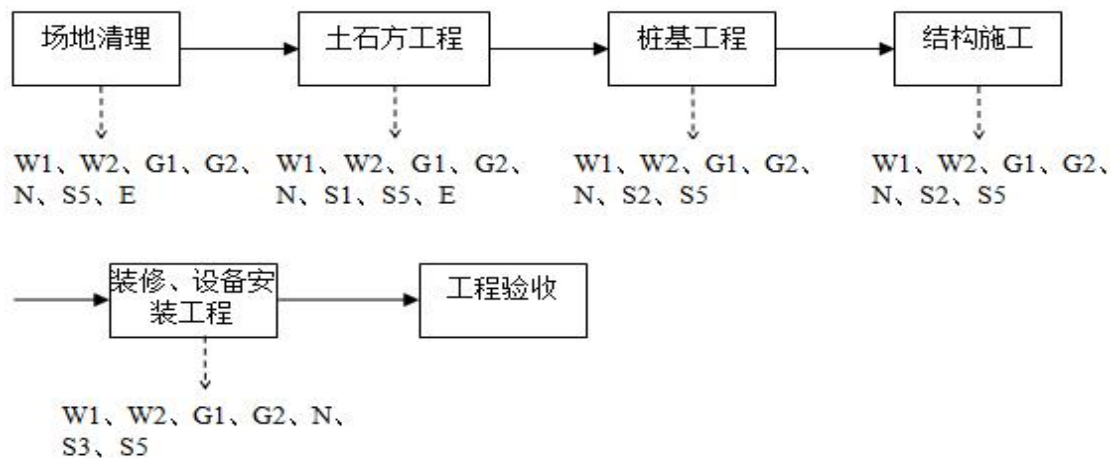 场地清理
土石方工程
桩基工程
结构施工
W1、W2、G1、G2、
N、S5、E
W1、W2、G1、G2、
N、S1、S5、E
W1、W2、G1、G2、
N、S2、S5
W1、W2、G1、G2、
N、S2、S5
装修、设备安
装工程
工程验收
W1、W2、G1、G2、N、
S3、S5